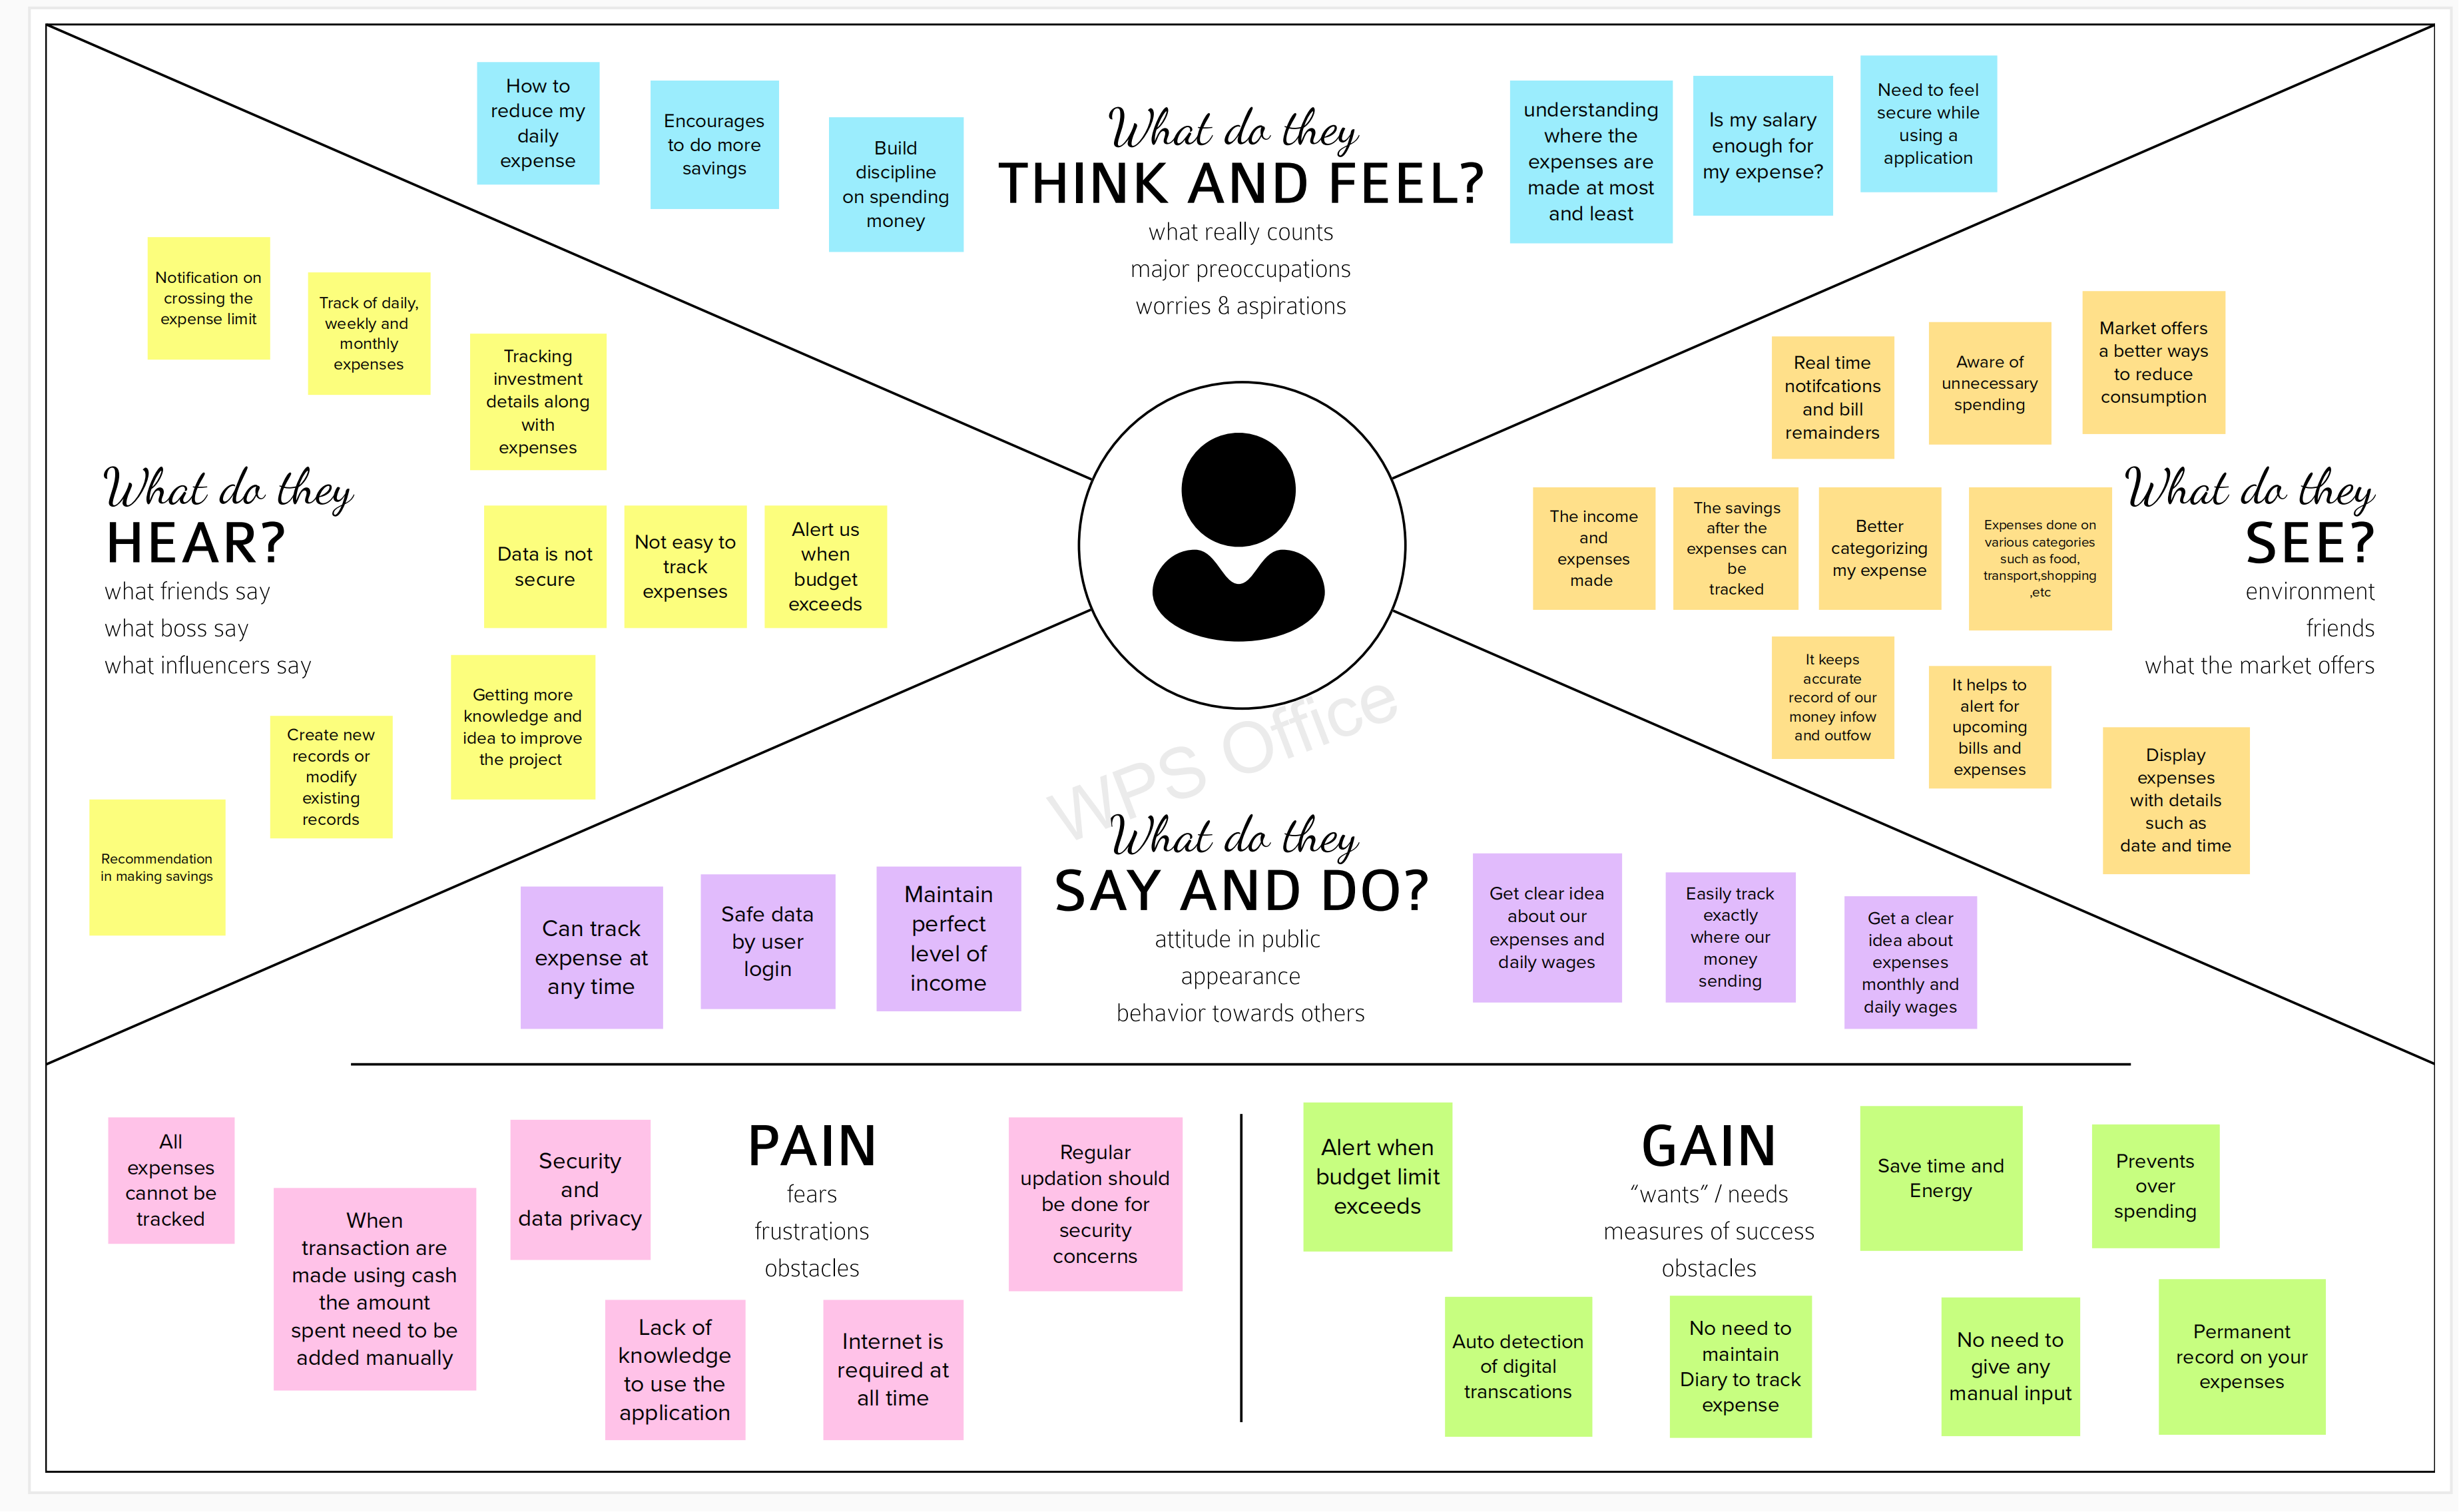 How to
reduce my
daily
expense
Encourages
to do more
savings
Build
discipline
on spending
money
What do they
THINK AND FEEL?
what really counts
major preoccupations
worries & aspirations
understanding
where the
expenses are
made at most
and least
Is my salary
enough for
my expense?
Need to feel
secure while
using a
application
Notification on
crossing the
expense limit
Track of daily,
weekly and
monthly
expenses
Tracking
investment
details along
with
expenses
What do they
HEAR?
what friends say
what boss say
what influencers say
Data is not
secure
Not easy to
track
expenses
Alert us
when
budget
exceeds
Getting more
knowledge and
idea to improve
the project
Create new
records or
modify
existing
records
Recommendation
in making savings
Real time
notifcations
and bill
remainders
Aware of
unnecessary
spending
Market offers
a better ways
to reduce
consumption
The income
and
expenses
made
The savings
after the
expenses can
be
tracked
Better
categorizing
my expense
Expenses done on
various categories
such as food,
transport,shopping
,etc
What do they
SEE?
environment
friends
what the market offers
It keeps
accurate
record of our
money infow
and outfow
It helps to
alert for
upcoming
bills and
expenses
Display
expenses
with details
such as
date and time
WPS Office
Can track
expense at
any time
Safe data
by user
login
Maintain
perfect
level of
income
What do they
SAY AND DO?
attitude in public
appearance
behavior towards others
Get clear idea
about our
expenses and
daily wages
Easily track
exactly
where our
money
sending
Get a clear
idea about
expenses
monthly and
daily wages
All
expenses
cannot be
tracked
When
transaction are
made using cash
the amount
spent need to be
added manually
Security
and
data privacy
PAIN
fears
frustrations
obstacles
Regular
updation should
be done for
security
concerns
Lack of
knowledge
to use the
application
Internet is
required at
all time
Alert when
budget limit
exceeds
GAIN
“wants” / needs
measures of success
obstacles
Save time and
Energy
Prevents
over
spending
Auto detection
of digital
transcations
No need to
maintain
Diary to track
expense
No need to
give any
manual input
Permanent
record on your
expenses